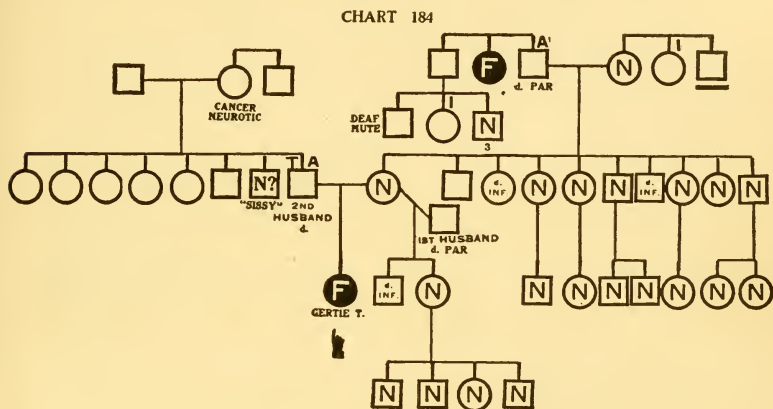 CHART 184
A' I
F N
d. PAR
CANCER
NEUROTIC
DEAF
MUTE
I
N
3
T A
N?
"SISSY"
2ND
HUSBAND
d.
N
d.
INF.
N N N
d.
INF.
N N N
1ST HUSBAND
d. PAR
F
GERTIE T.
d.
INF.
N
N N N N N N N
N N N N